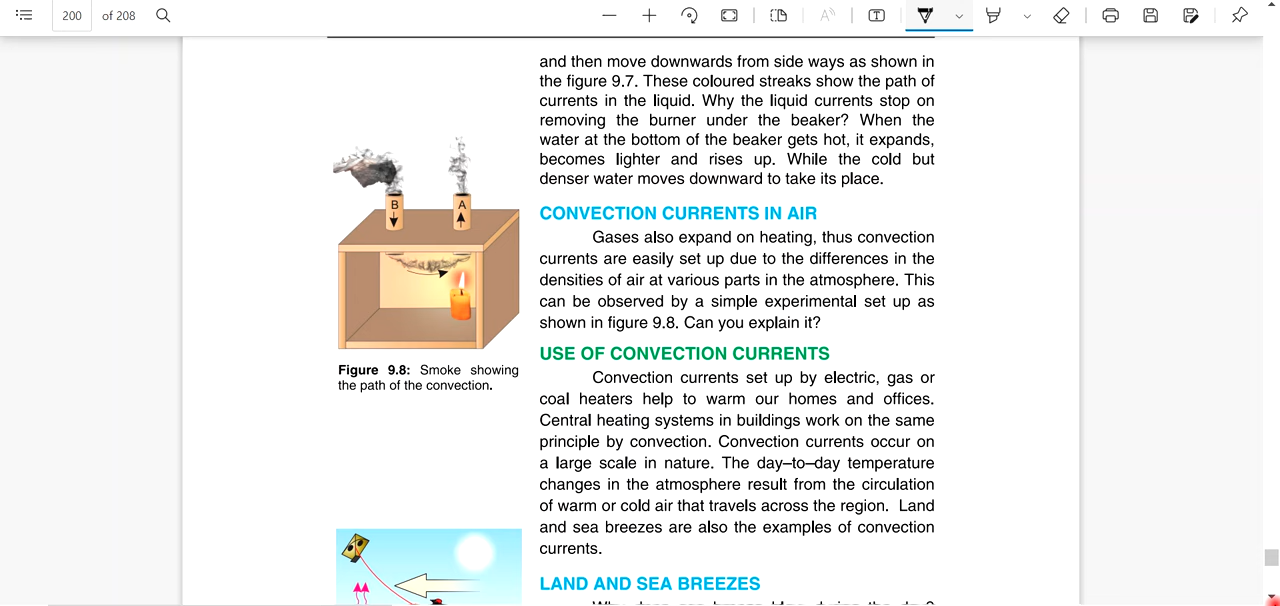 200 of 208
B
A
Figure 9.8: Smoke showing
the path of the convection.
and then move downwards from side ways as shown in
the figure 9.7. These coloured streaks show the path of
currents in the liquid. Why the liquid currents stop on
removing the burner under the beaker? When the
water at the bottom of the beaker gets hot, it expands,
becomes lighter and rises up. While the cold but
denser water moves downward to take its place.
CONVECTION CURRENTS IN AIR
Gases also expand on heating, thus convection
currents are easily set up due to the differences in the
densities of air at various parts in the atmosphere. This
can be observed by a simple experimental set up as
shown in figure 9.8. Can you explain it?
USE OF CONVECTION CURRENTS
Convection currents set up by electric, gas or
coal heaters help to warm our homes and offices.
Central heating systems in buildings work on the same
principle by convection. Convection currents occur on
a large scale in nature. The day–to–day temperature
changes in the atmosphere result from the circulation
of warm or cold air that travels across the region. Land
and sea breezes are also the examples of convection
currents.
LAND AND SEA BREEZES